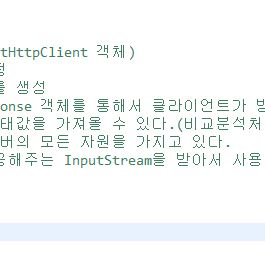 tHttpClient 객체)
정
를 생성
onse 객체를 통해서 클라이언트가 받
태값을 가져올 수 있다.(비교분석처
버의 모든 자원을 가지고 있다.
공해주는 InputStream을 받아서 사용